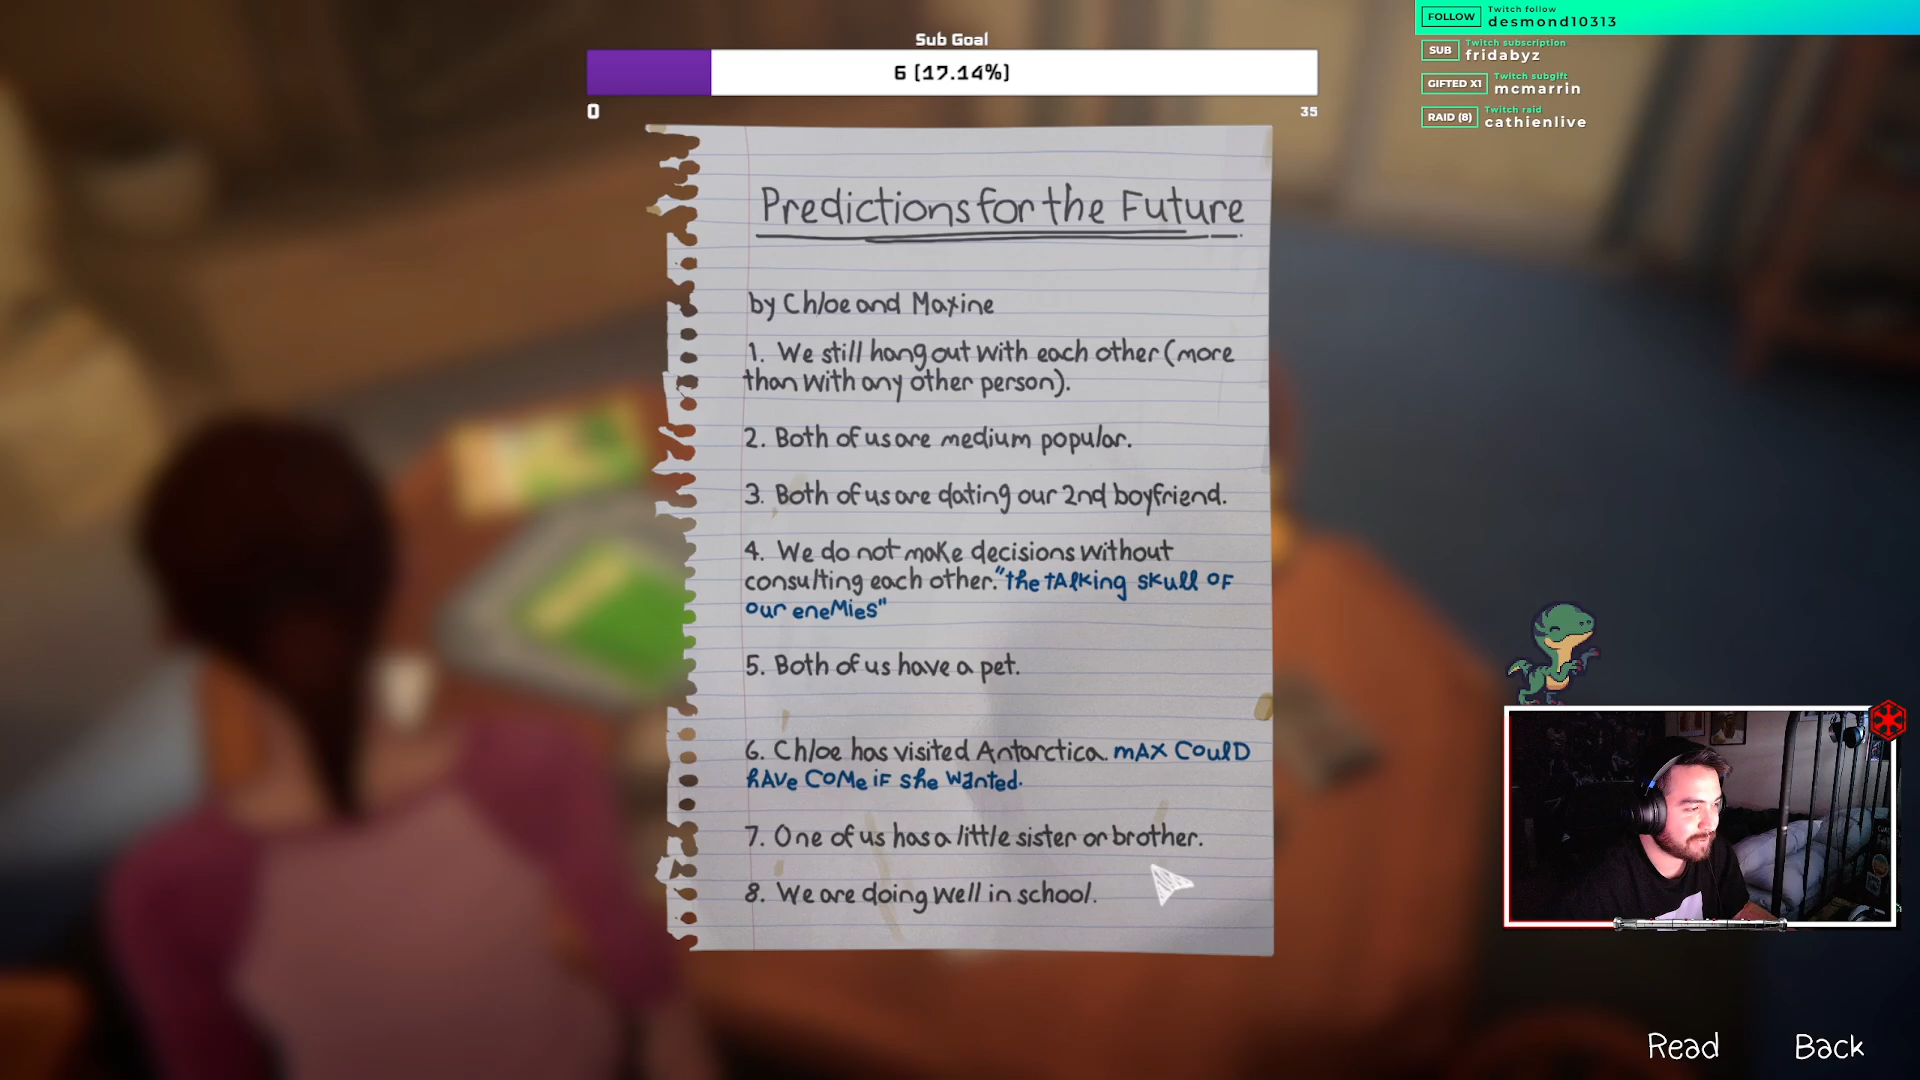 Sub Goal
6 [17.14%]
0
35
FOLLOW
Twitch follow
desmond10313
SUB
Twitch subscription
fridabyz
GIFTED X1
Twitch subgift
mcmarrin
RAID (8)
Twitch raid
cathienlive
Predictions for the Future
by Chloe and Maxine
1. We still hang out with each other (more
than with any other person).
2. Both of us are medium popular.
3. Both of us are dating our 2nd boyfriend.
4. We do not make decisions without
consulting each other. "the tAlking skull OF
our eneMies"
5. Both of us have a pet.
6. Chloe has visited Antarctica. mAX CoulD
hAve CoMe iF she wanted.
7. One of us has a little sister or brother.
8. We are doing well in school.
Read
Back